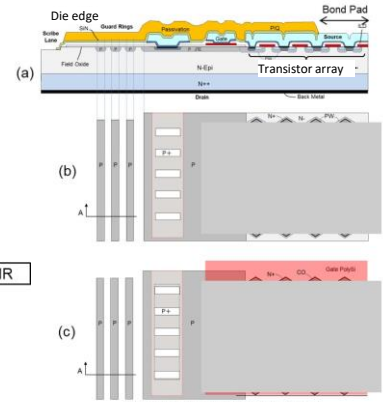 Die edge
Bond Pad
SiN
Guard Rings
Passivation
PIQ
Scribe
Lane
Gate
Source
Field Oxide
N-Epi
Transistor array
(a)
N++
Drain
Back Metal
N+
N-
PW
P+
P
P
P
P
(b)
A
IR
N+
CO
Gate PolySi
P+
P
P
P
P
(c)
A